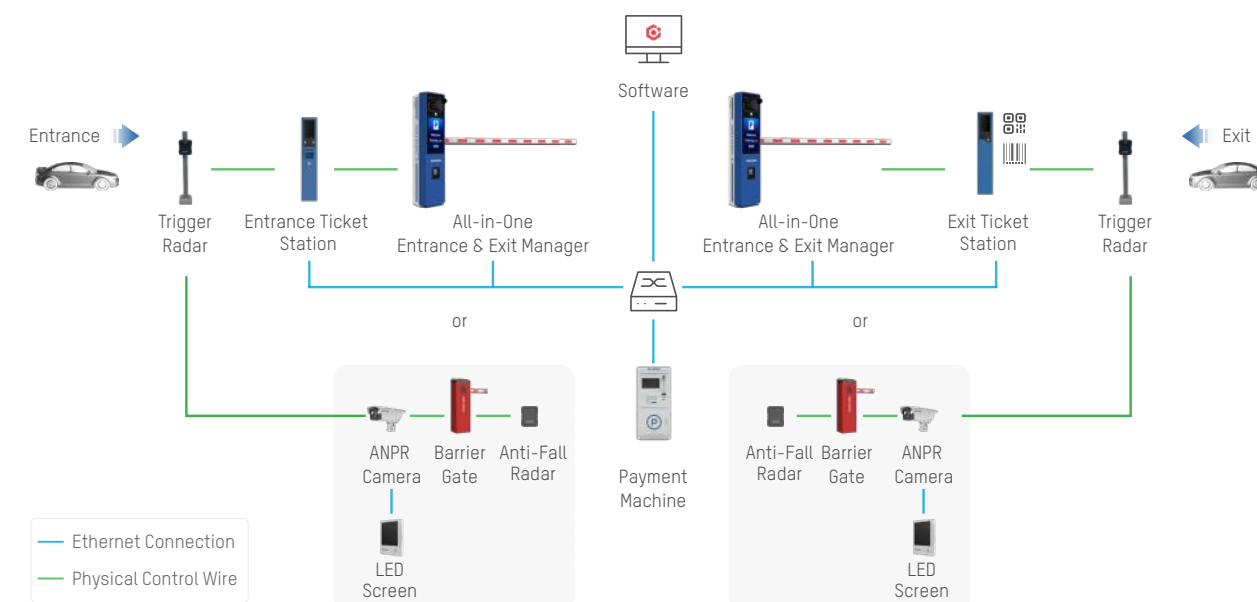 Software
Entrance
Exit
Trigger
Radar
Entrance Ticket
Station
All-in-One
Entrance & Exit Manager
All-in-One
Entrance & Exit Manager
Exit Ticket
Station
Trigger
Radar
or
or
P
ANPR
Camera
Barrier
Gate
Anti-Fall
Radar
Payment
Machine
Anti-Fall
Radar
Barrier
Gate
ANPR
Camera
LED
Screen
LED
Screen
Ethernet Connection
Physical Control Wire